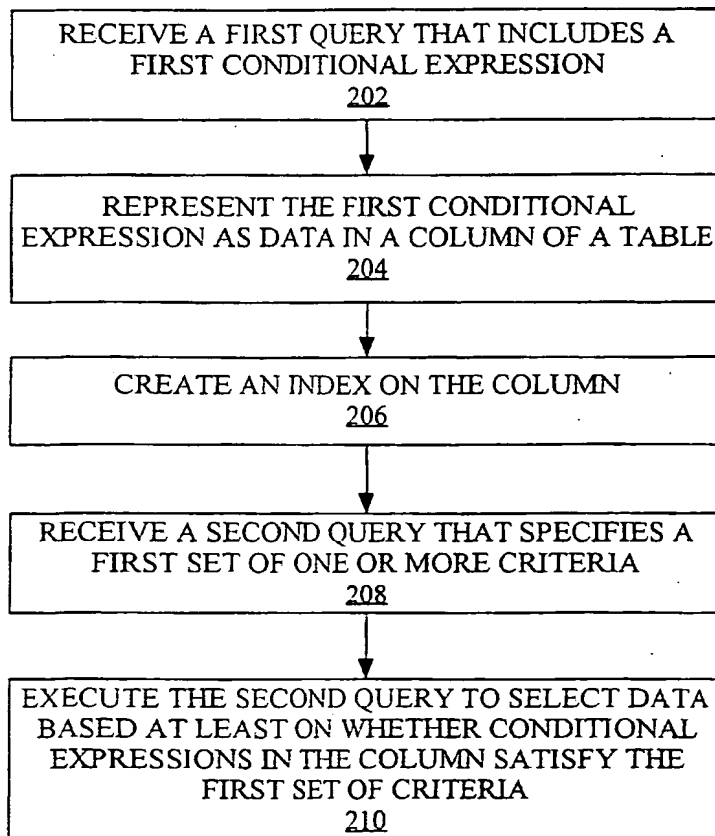 RECEIVE A FIRST QUERY THAT INCLUDES A
FIRST CONDITIONAL EXPRESSION
202
REPRESENT THE FIRST CONDITIONAL
EXPRESSION AS DATA IN A COLUMN OF A TABLE
204
CREATE AN INDEX ON THE COLUMN
206
RECEIVE A SECOND QUERY THAT SPECIFIES A
FIRST SET OF ONE OR MORE CRITERIA
208
EXECUTE THE SECOND QUERY TO SELECT DATA
BASED AT LEAST ON WHETHER CONDITIONAL
EXPRESSIONS IN THE COLUMN SATISFY THE
FIRST SET OF CRITERIA
210